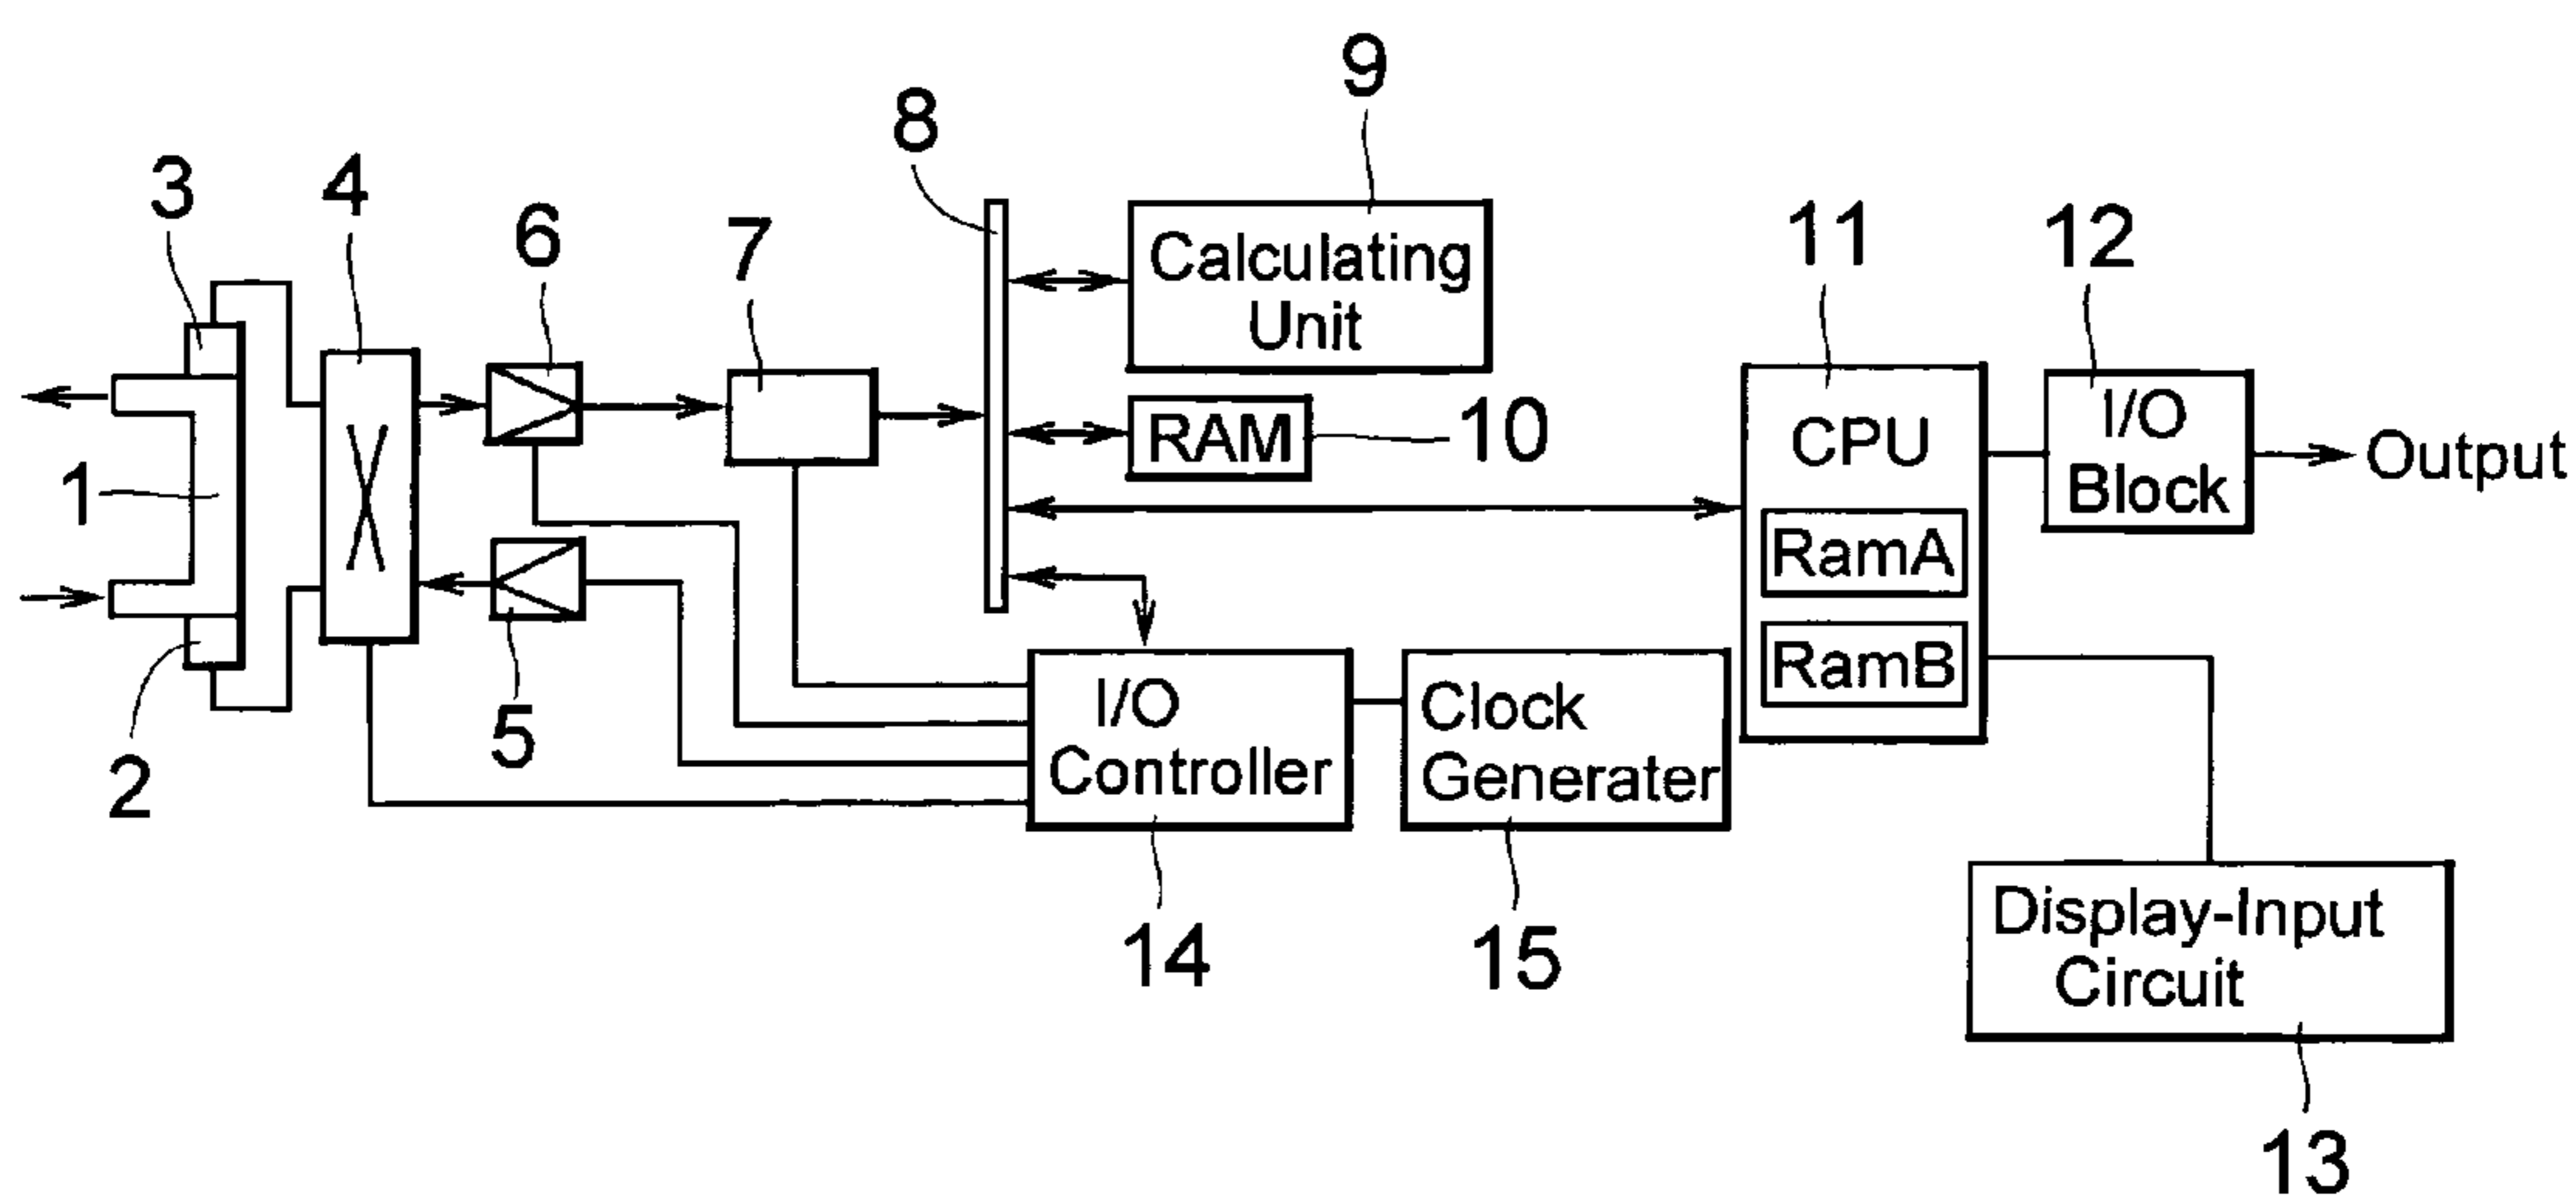 9
8
3
4
11
12
6
7
Calculating
Unit
I/O
Block
CPU
RAM
10
Output
1
RamA
RamB
5
I/O
Controller
Clock
Generater
2
14
15
Display-Input
Circuit
13